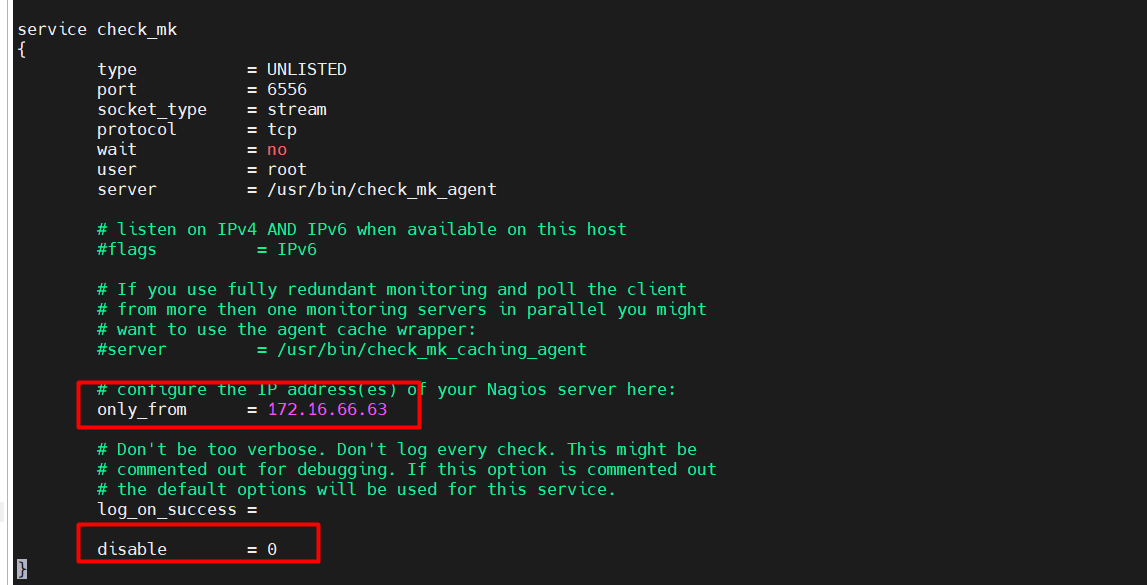 service check_mk
{
        type           = UNLISTED
        port           = 6556
        socket_type    = stream
        protocol       = tcp
        wait           = no
        user           = root
        server         = /usr/bin/check_mk_agent
        # listen on IPv4 AND IPv6 when available on this host
        #flags          = IPv6
        # If you use fully redundant monitoring and poll the client
        # from more then one monitoring servers in parallel you might
        # want to use the agent cache wrapper:
        #server         = /usr/bin/check_mk_caching_agent
        # configure the IP address(es) of your Nagios server here:
        only_from      = 172.16.66.63
        # Don't be too verbose. Don't log every check. This might be
        # commented out for debugging. If this option is commented out
        # the default options will be used for this service.
        log_on_success =
        disable        = 0
}